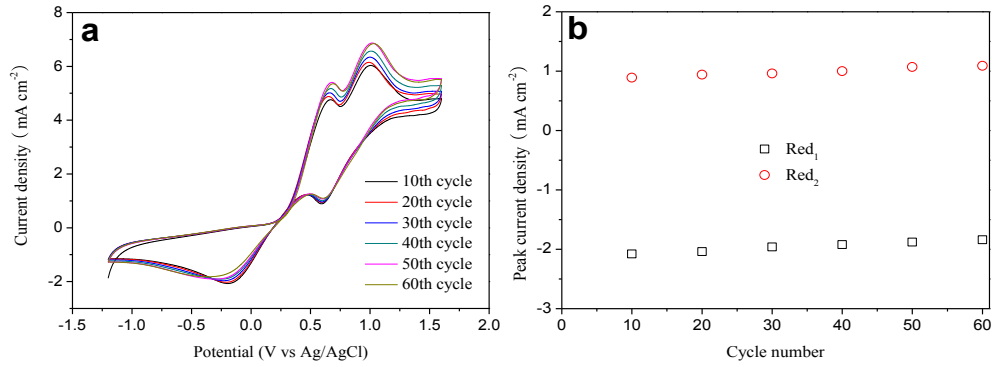 a
Current density ( mA cm-2)
8
6
4
2
0
-2
-1.5 -1.0 -0.5 0.0 0.5 1.0 1.5 2.0
Potential (V vs Ag/AgCl)
10th cycle
20th cycle
30th cycle
40th cycle
50th cycle
60th cycle
b
Peak current density ( mA cm-2)
2
1
0
-1
-2
-3
0 10 20 30 40 50 60
Cycle number
Red1
Red2